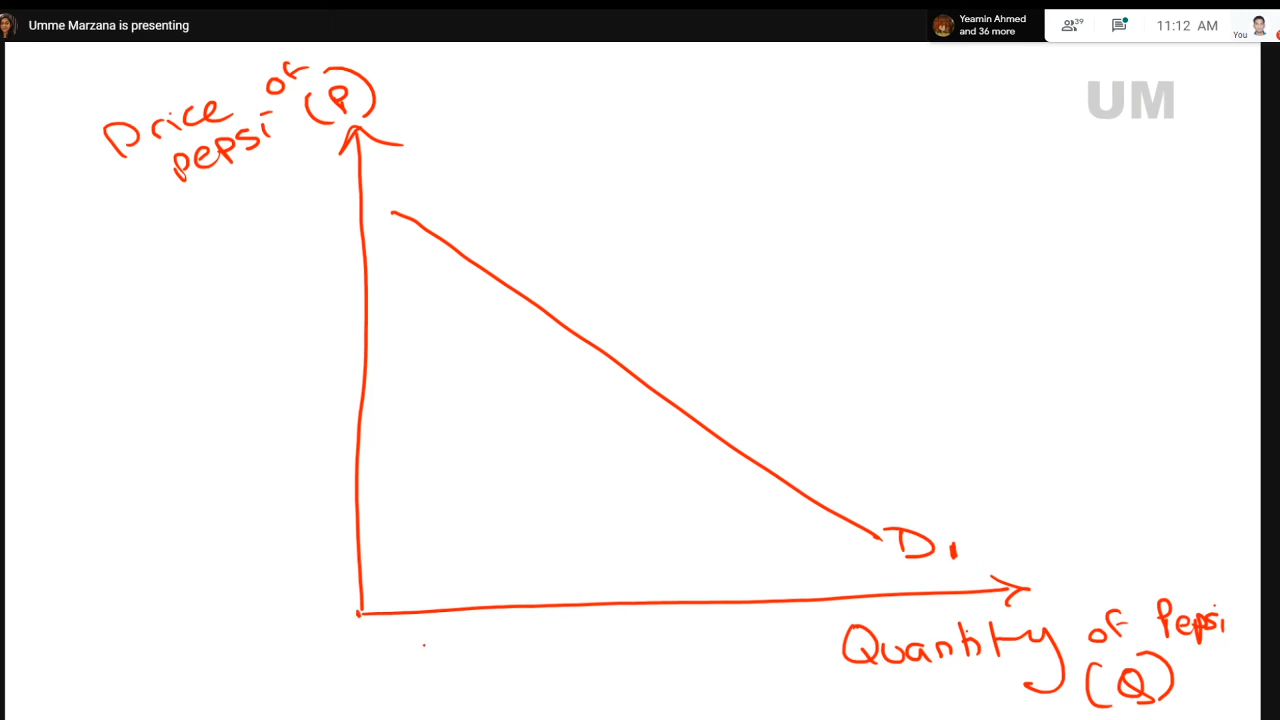 Umme Marzana is presenting
Yeamin Ahmed
and 36 more
39
11:12 AM
You
UM
Price of
pepsi
(P)
D1
Quantity of Pepsi
(Q)